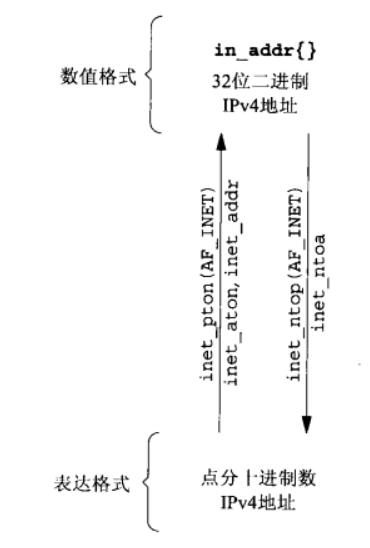 in_addr{}
数值格式
32位二进制
IPv4地址
inet_pton(AF_INET)
inet_aton,inet_addr
inet_ntop(AF_INET)
inet_ntoa
表达格式
点分十进制数
IPv4地址